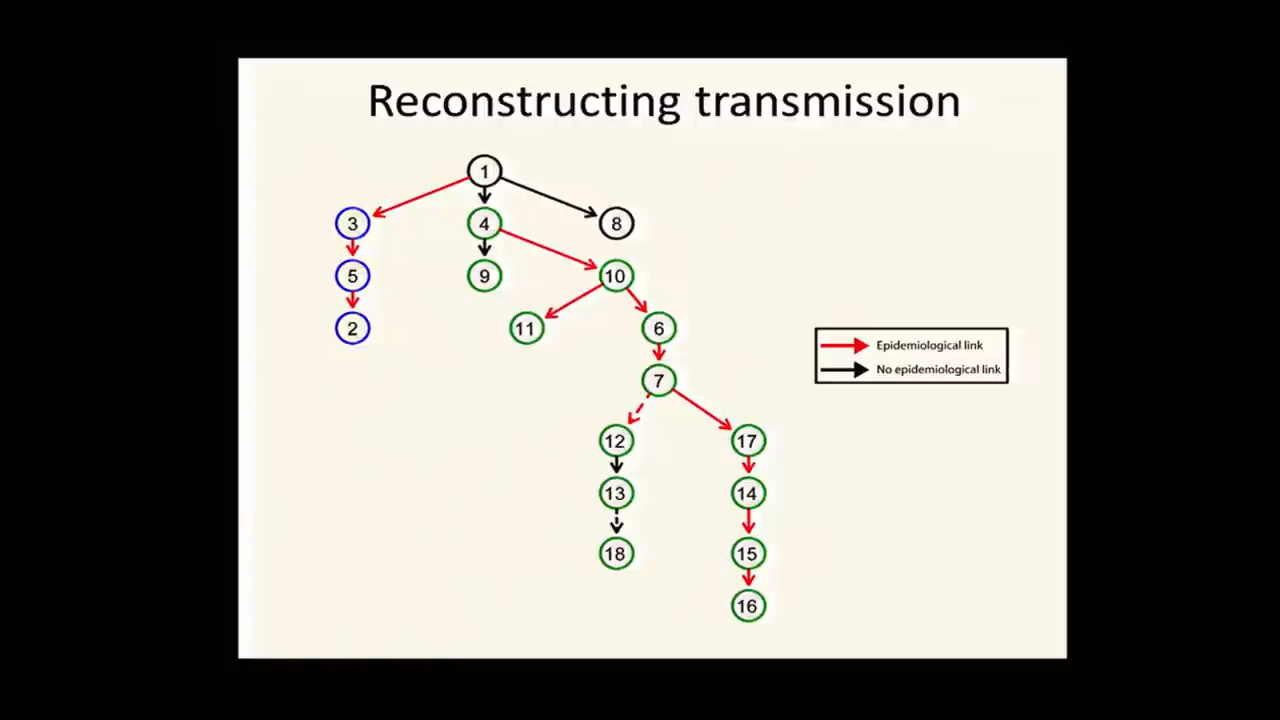 Reconstructing transmission
1
3 4 8
5 9 10
2 11 6
Epidemiological link
No epidemiological link
7
12 17
13 14
18 15
16